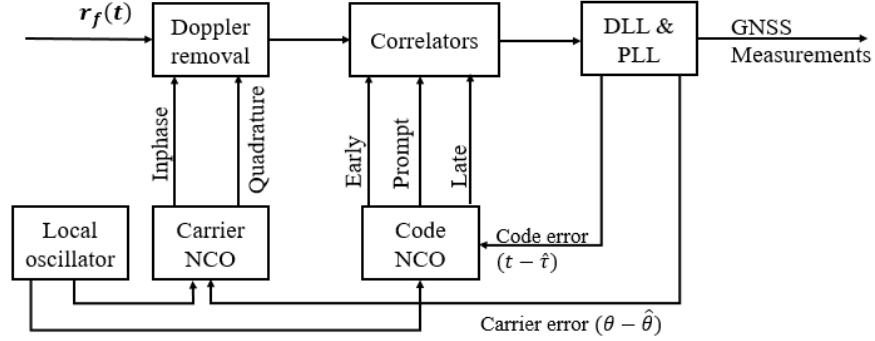 r_f(t)
Doppler
removal
Correlators
DLL &
PLL
GNSS
Measurements
Inphase
Quadrature
Early
Prompt
Late
Local
oscillator
Carrier
NCO
Code
NCO
Code error
(t − τ̂)
Carrier error (θ − θ̂)